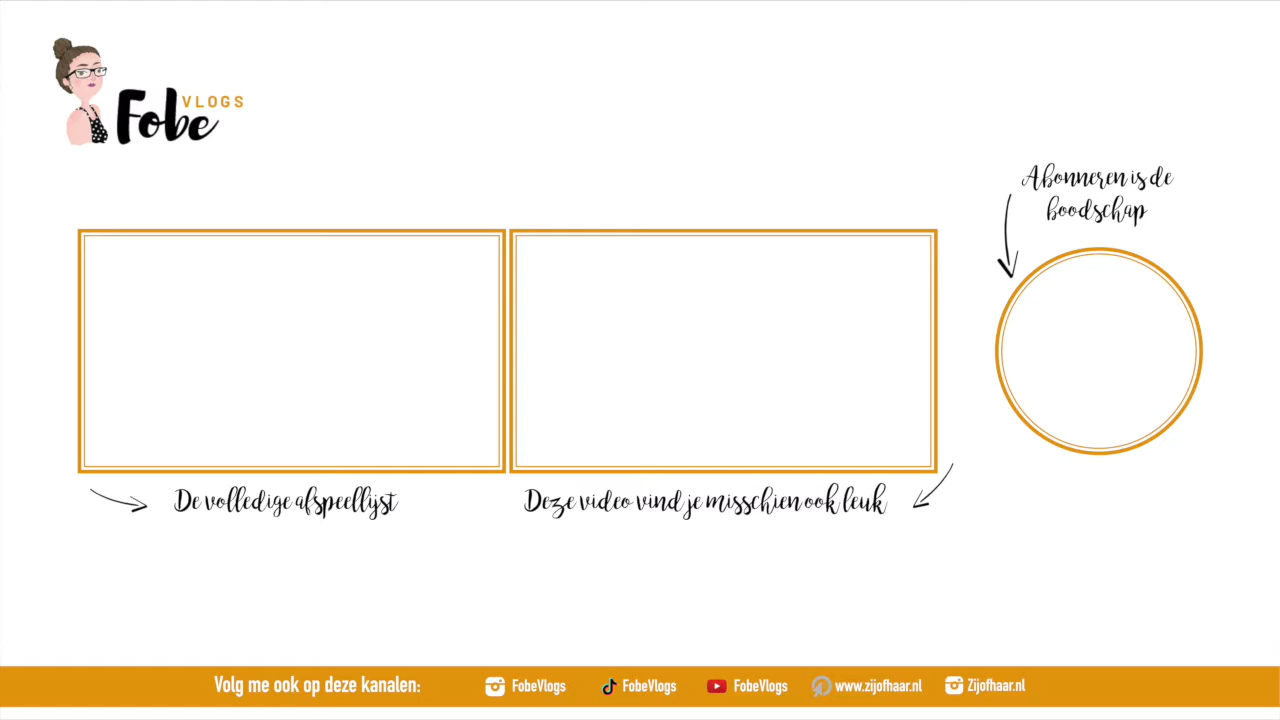 VLOGS
Fobe
Abonneren is de
boodschap
De volledige afspeellijst
Deze video vind je misschien ook leuk
Volg me ook op deze kanalen:
FobeVlogs
FobeVlogs
FobeVlogs
www.zijofhaar.nl
Zijofhaar.nl